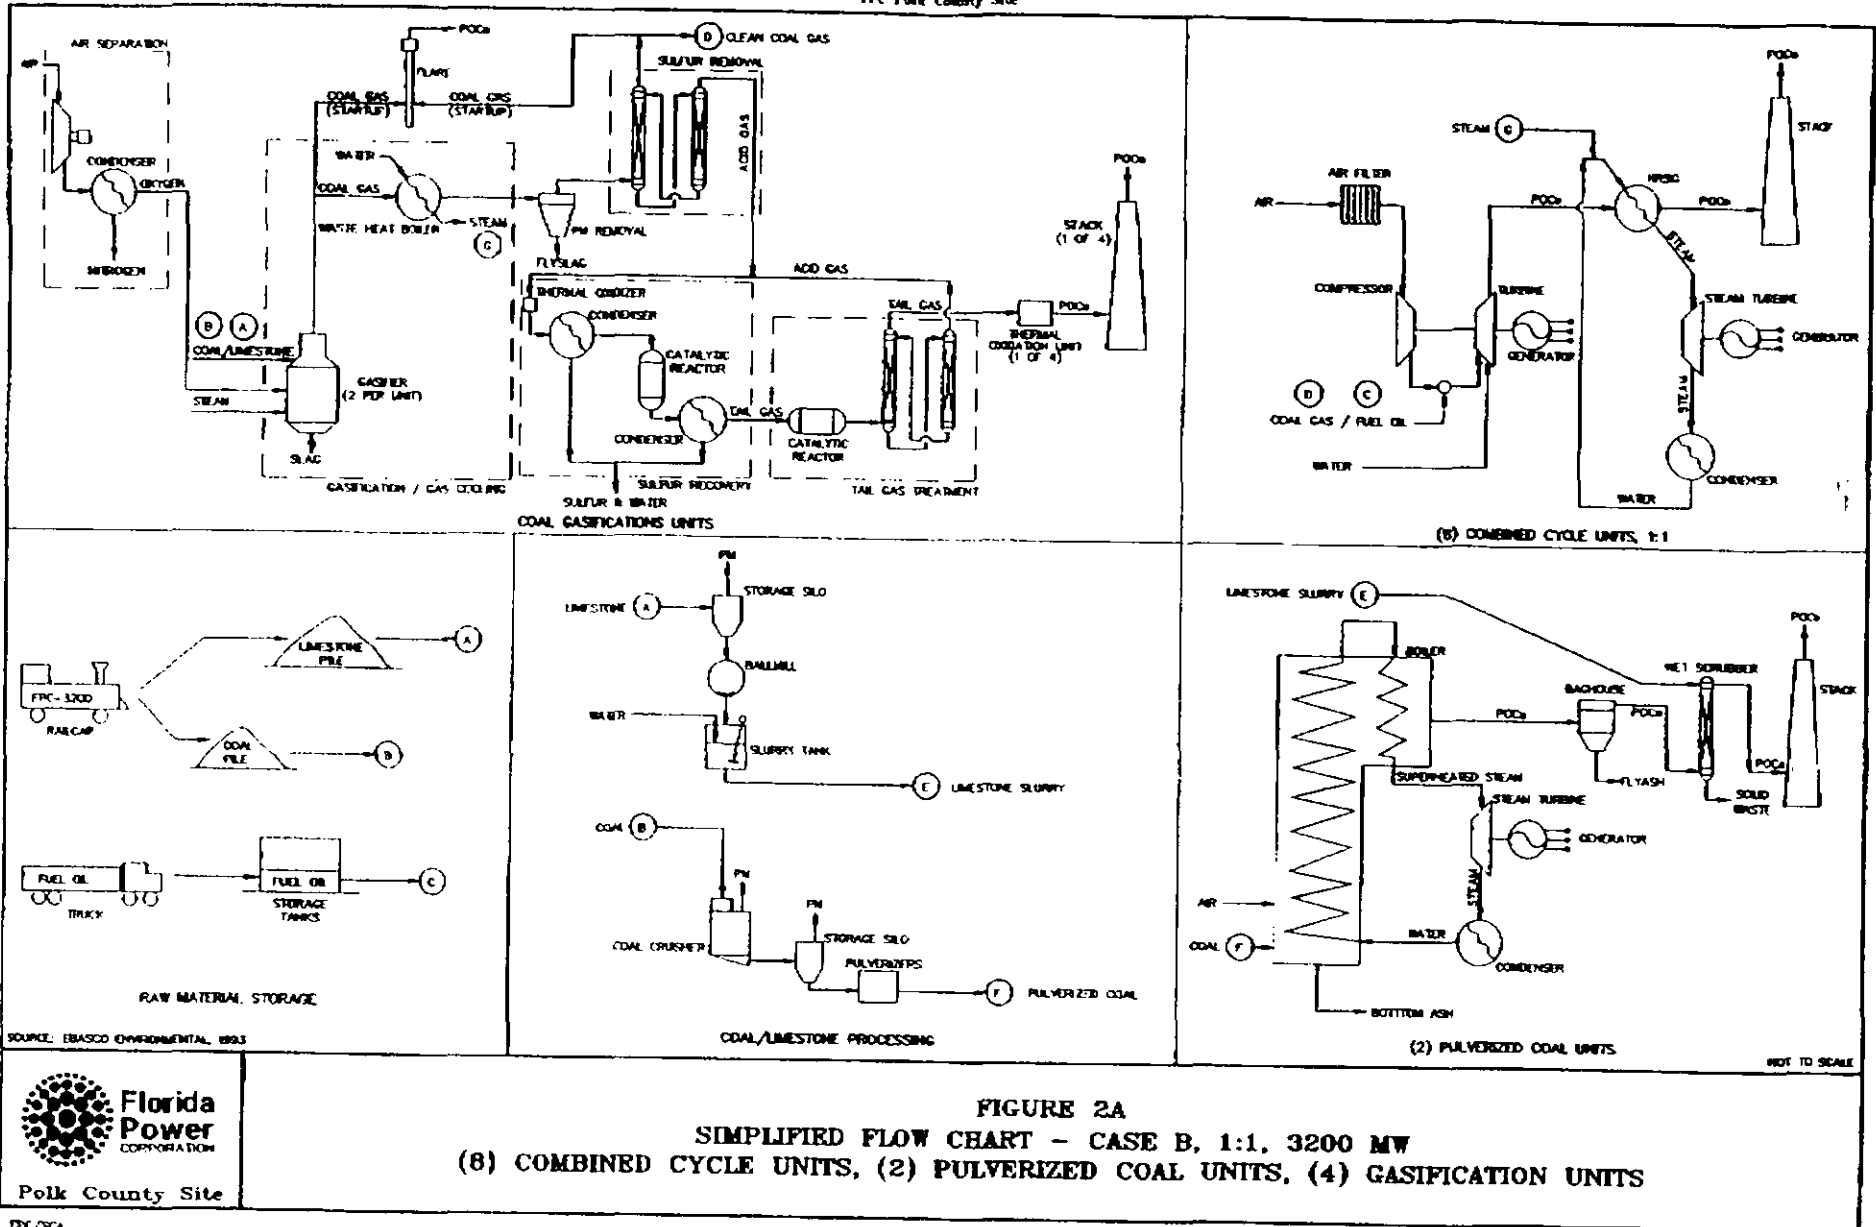 FPC Polk County Site
AIR SEPARATION
AIR
CONDENSER
OXYGEN
NITROGEN
POCs
FLARE
COAL GAS
(STARTUP)
COAL GAS
(STARTUP)
D
CLEAN COAL GAS
SULFUR REMOVAL
ACID GAS
WATER
COAL GAS
WASTE HEAT BOILER
STEAM
G
PM REMOVAL
FLYSLAG
B
A
COAL/LIMESTONE
STEAM
GASIFIER
(2 PER UNIT)
SLAG
GASIFICATION / GAS COOLING
ACID GAS
THERMAL OXIDIZER
CONDENSER
CATALYTIC
REACTOR
CONDENSER
TAIL GAS
SULFUR RECOVERY
SULFUR & WATER
CATALYTIC
REACTOR
TAIL GAS
TAIL GAS TREATMENT
THERMAL
OXIDATION UNIT
(1 OF 4)
POCs
STACK
(1 OF 4)
POCs
COAL GASIFICATIONS UNITS
STEAM
G
AIR
AIR FILTER
COMPRESSOR
TURBINE
GENERATOR
POCs
HRSG
POCs
POCs
STACK
STEAM
STEAM TURBINE
GENERATOR
STEAM
CONDENSER
WATER
D
C
COAL GAS / FUEL OIL
WATER
(8) COMBINED CYCLE UNITS, 1:1
FPC-3200
RAILCAR
LIMESTONE
PILE
A
COAL
PILE
B
FUEL OIL
TRUCK
FUEL OIL
STORAGE
TANKS
C
RAW MATERIAL STORAGE
SOURCE: EBASCO ENVIRONMENTAL, 1993
PM
LIMESTONE
A
STORAGE SILO
BALLMILL
WATER
SLURRY TANK
E
LIMESTONE SLURRY
COAL
B
PM
COAL CRUSHER
PM
STORAGE SILO
PULVERIZERS
F
PULVERIZED COAL
COAL/LIMESTONE PROCESSING
LIMESTONE SLURRY
E
BOILER
POCs
BAGHOUSE
POCs
FLYASH
WET SCRUBBER
POCs
SOLID
WASTE
POCs
STACK
SUPERHEATED STEAM
STEAM TURBINE
GENERATOR
STEAM
AIR
COAL
F
WATER
CONDENSER
BOTTTOM ASH
(2) PULVERIZED COAL UNITS
NOT TO SCALE
Florida
Power
CORPORATION
Polk County Site
FIGURE 2A
SIMPLIFIED FLOW CHART - CASE B, 1:1, 3200 MW
(8) COMBINED CYCLE UNITS, (2) PULVERIZED COAL UNITS, (4) GASIFICATION UNITS